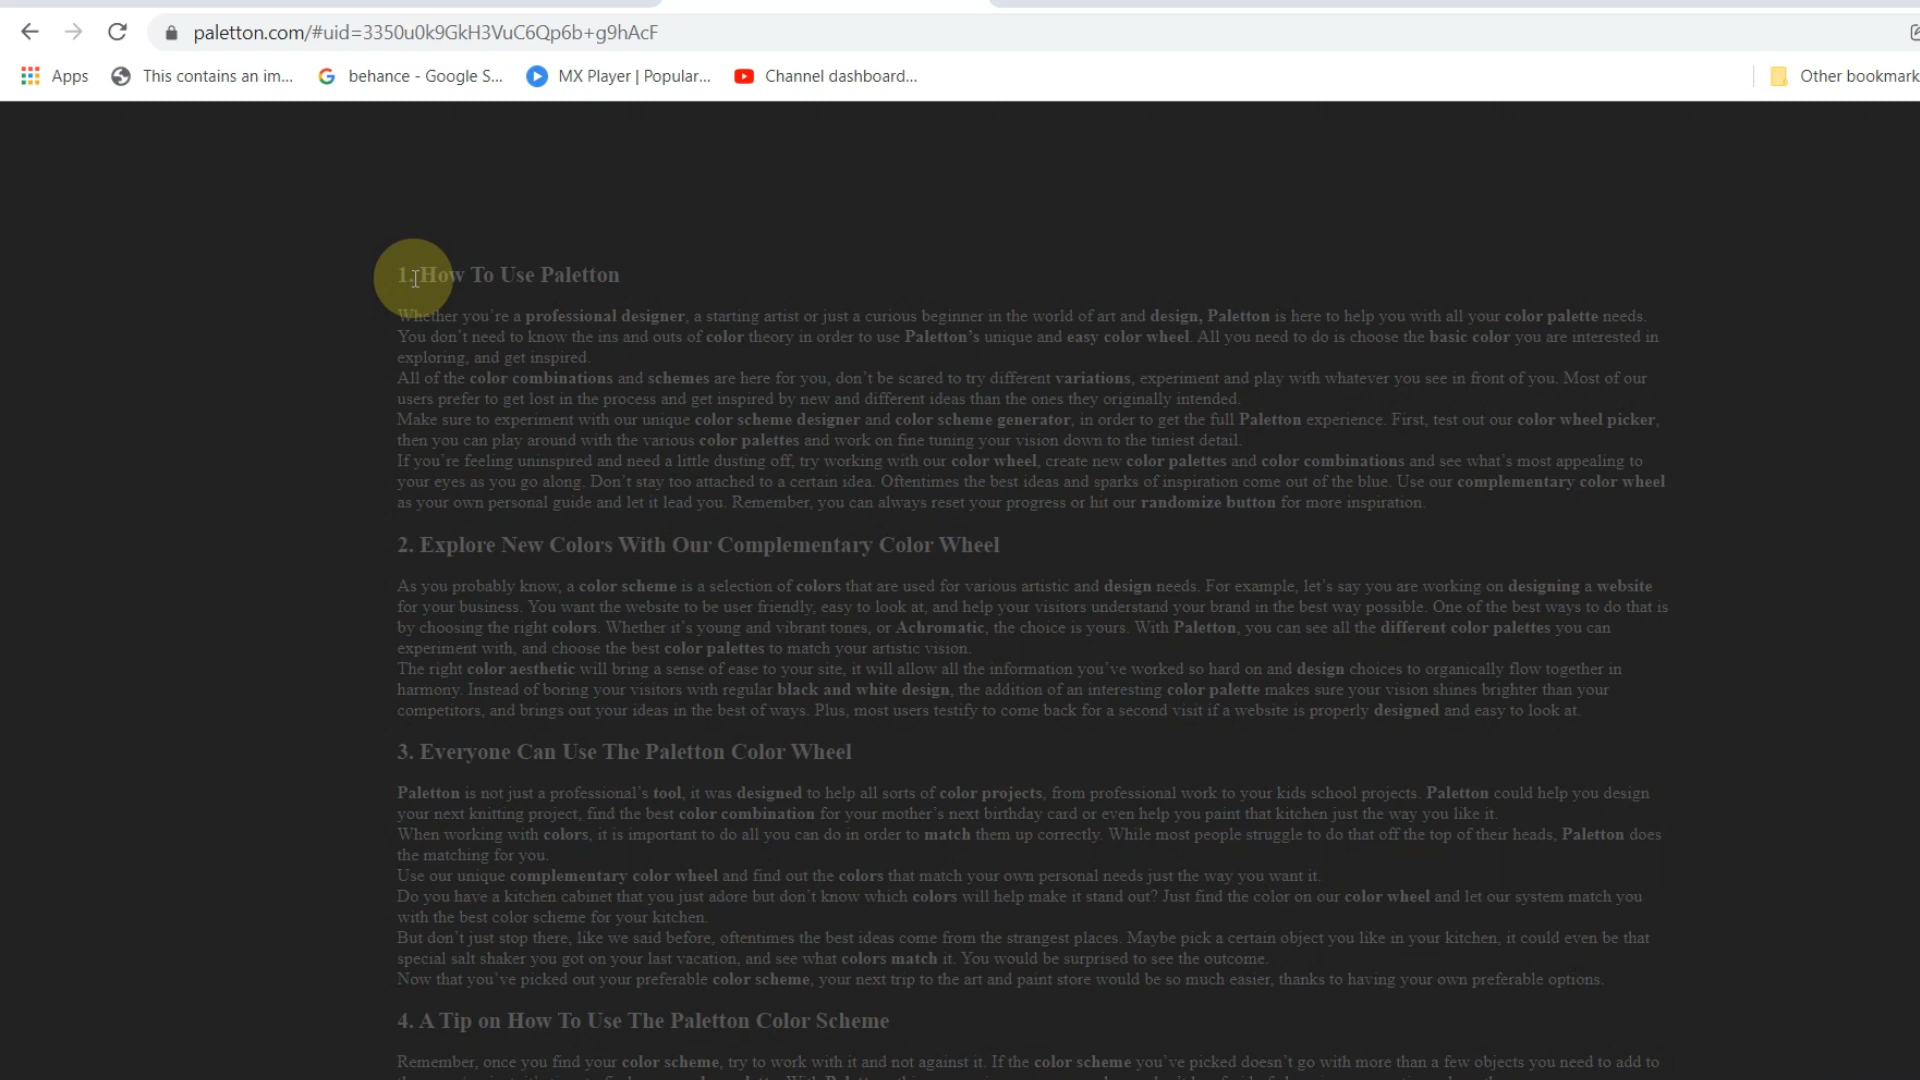 paletton.com/#uid=3350u0k9GkH3VuC6Qp6b+g9hAcF
Apps This contains an im... behance - Google S... MX Player | Popular... Channel dashboard... Other bookmark
1. How To Use Paletton
Whether you're a professional designer, a starting artist or just a curious beginner in the world of art and design, Paletton is here to help you with all your color palette needs.
You don't need to know the ins and outs of color theory in order to use Paletton's unique and easy color wheel. All you need to do is choose the basic color you are interested in
exploring, and get inspired.
All of the color combinations and schemes are here for you, don't be scared to try different variations, experiment and play with whatever you see in front of you. Most of our
users prefer to get lost in the process and get inspired by new and different ideas than the ones they originally intended.
Make sure to experiment with our unique color scheme designer and color scheme generator, in order to get the full Paletton experience. First, test out our color wheel picker,
then you can play around with the various color palettes and work on fine tuning your vision down to the tiniest detail.
If you're feeling uninspired and need a little dusting off, try working with our color wheel, create new color palettes and color combinations and see what's most appealing to
your eyes as you go along. Don't stay too attached to a certain idea. Oftentimes the best ideas and sparks of inspiration come out of the blue. Use our complementary color wheel
as your own personal guide and let it lead you. Remember, you can always reset your progress or hit our randomize button for more inspiration.
2. Explore New Colors With Our Complementary Color Wheel
As you probably know, a color scheme is a selection of colors that are used for various artistic and design needs. For example, let's say you are working on designing a website
for your business. You want the website to be user friendly, easy to look at, and help your visitors understand your brand in the best way possible. One of the best ways to do that is
by choosing the right colors. Whether it's young and vibrant tones, or Achromatic, the choice is yours. With Paletton, you can see all the different color palettes you can
experiment with, and choose the best color palettes to match your artistic vision.
The right color aesthetic will bring a sense of ease to your site, it will allow all the information you've worked so hard on and design choices to organically flow together in
harmony. Instead of boring your visitors with regular black and white design, the addition of an interesting color palette makes sure your vision shines brighter than your
competitors, and brings out your ideas in the best of ways. Plus, most users testify to come back for a second visit if a website is properly designed and easy to look at.
3. Everyone Can Use The Paletton Color Wheel
Paletton is not just a professional's tool, it was designed to help all sorts of color projects, from professional work to your kids school projects. Paletton could help you design
your next knitting project, find the best color combination for your mother's next birthday card or even help you paint that kitchen just the way you like it.
When working with colors, it is important to do all you can do in order to match them up correctly. While most people struggle to do that off the top of their heads, Paletton does
the matching for you.
Use our unique complementary color wheel and find out the colors that match your own personal needs just the way you want it.
Do you have a kitchen cabinet that you just adore but don't know which colors will help make it stand out? Just find the color on our color wheel and let our system match you
with the best color scheme for your kitchen.
But don't just stop there, like we said before, oftentimes the best ideas come from the strangest places. Maybe pick a certain object you like in your kitchen, it could even be that
special salt shaker you got on your last vacation, and see what colors match it. You would be surprised to see the outcome.
Now that you've picked out your preferable color scheme, your next trip to the art and paint store would be so much easier, thanks to having your own preferable options.
4. A Tip on How To Use The Paletton Color Scheme
Remember, once you find your color scheme, try to work with it and not against it. If the color scheme you've picked doesn't go with more than a few objects you need to add to